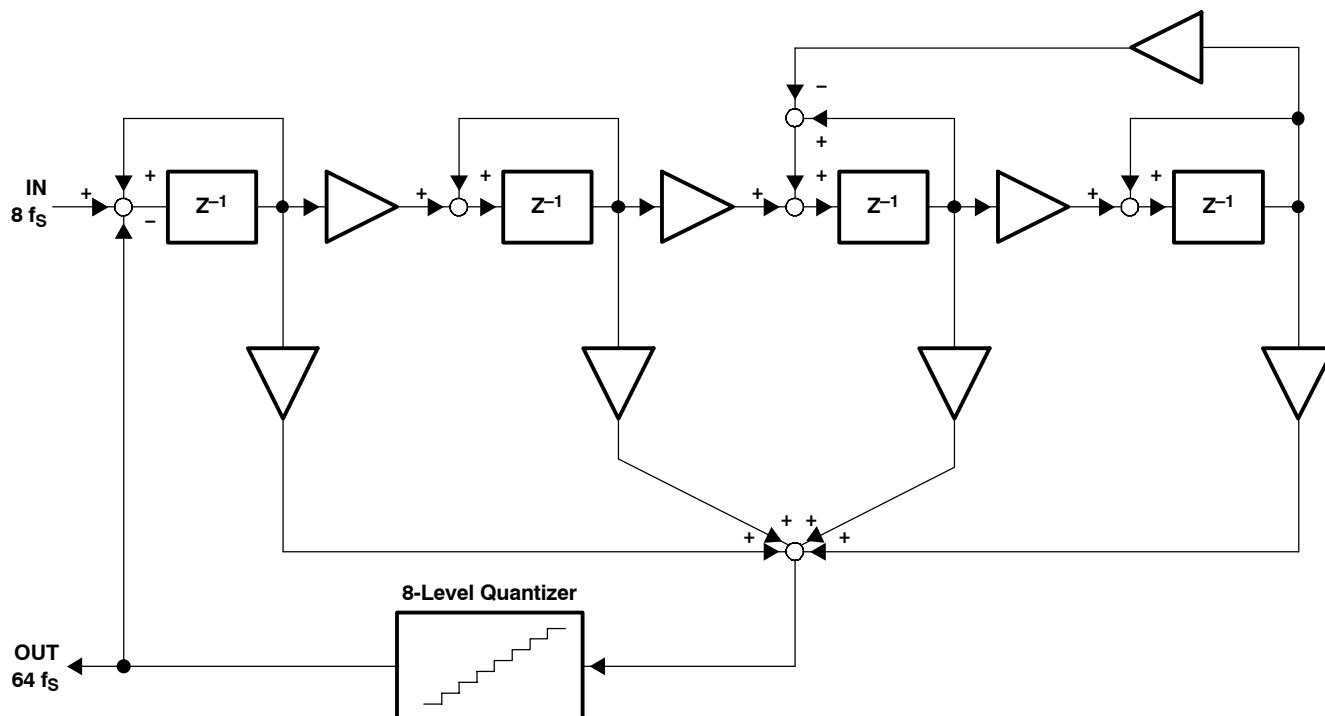 −
+
+
IN
8 fS
+
−
Z−1
+
+
Z−1
+
+
Z−1
+
+
Z−1
+
+
+
+
8-Level Quantizer
OUT
64 fS